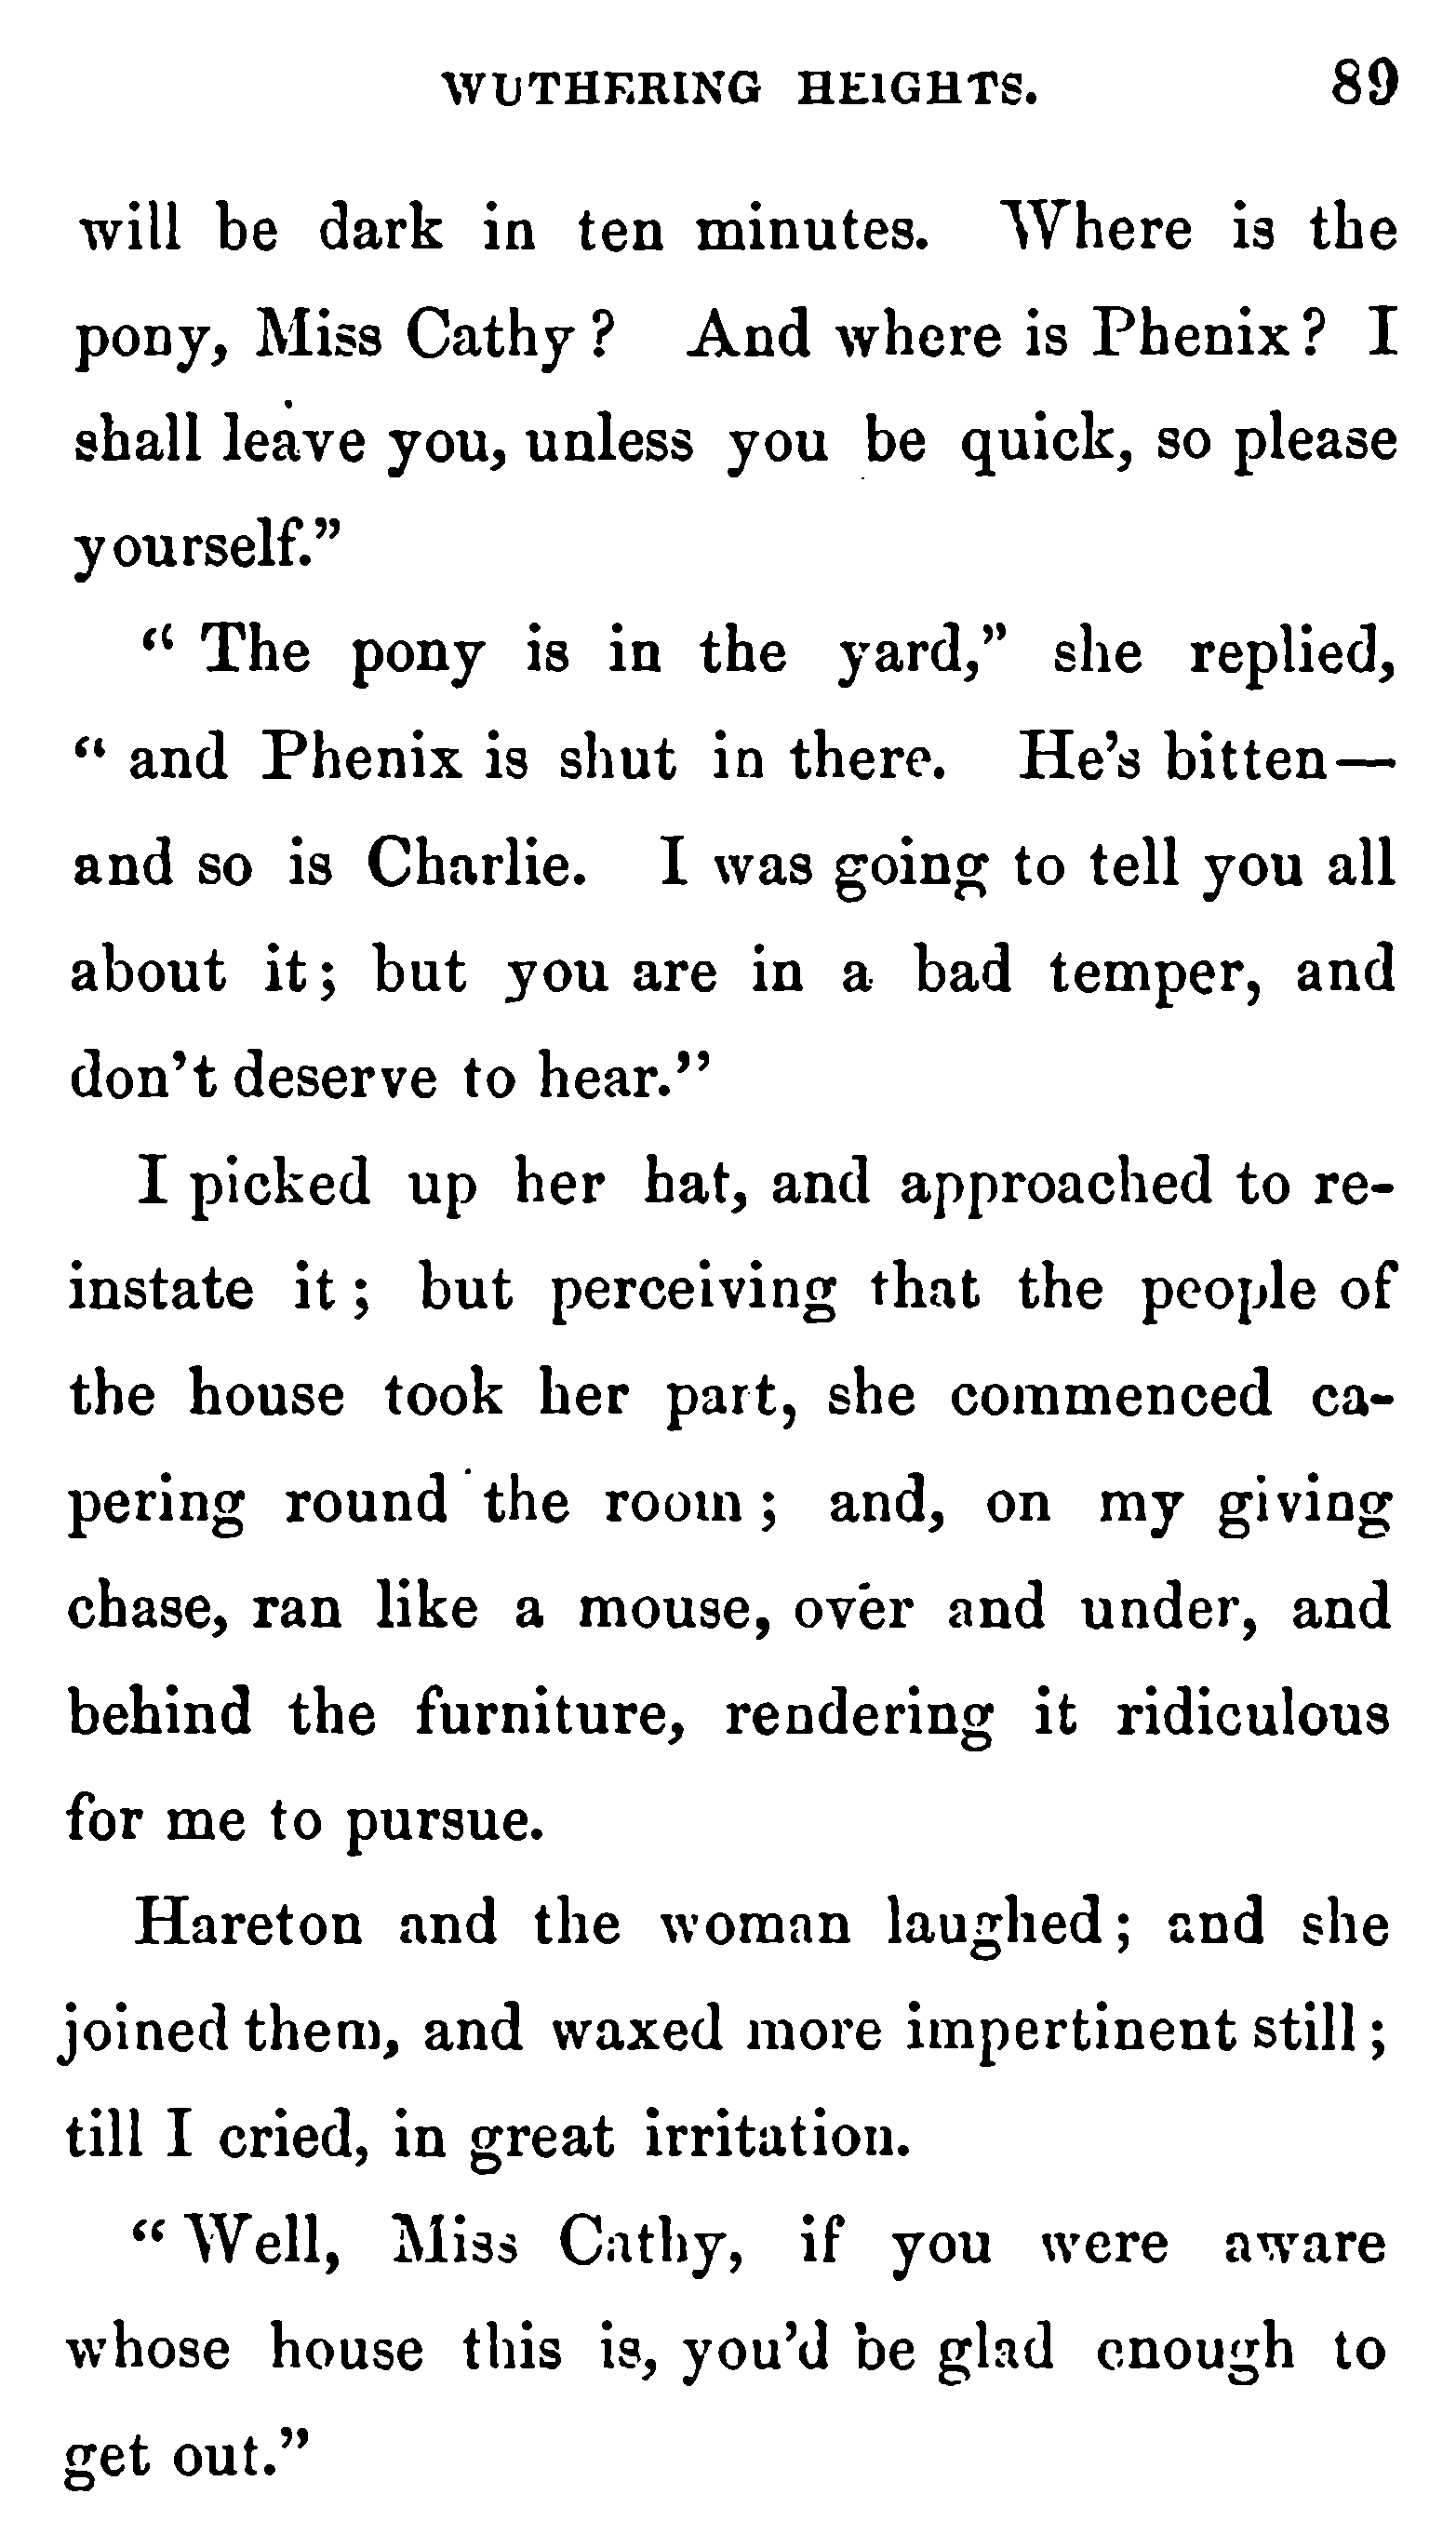 WUTHERING HEIGHTS. 89
will be dark in ten minutes. Where is the
pony, Miss Cathy? And where is Phenix? I
shall leave you, unless you be quick, so please
yourself."
"The pony is in the yard," she replied,
"and Phenix is shut in there. He's bitten—
and so is Charlie. I was going to tell you all
about it; but you are in a bad temper, and
don't deserve to hear."
I picked up her hat, and approached to re-
instate it; but perceiving that the people of
the house took her part, she commenced ca-
pering round the room; and, on my giving
chase, ran like a mouse, over and under, and
behind the furniture, rendering it ridiculous
for me to pursue.
Hareton and the woman laughed; and she
joined them, and waxed more impertinent still;
till I cried, in great irritation.
"Well, Miss Cathy, if you were aware
whose house this is, you'd be glad enough to
get out."